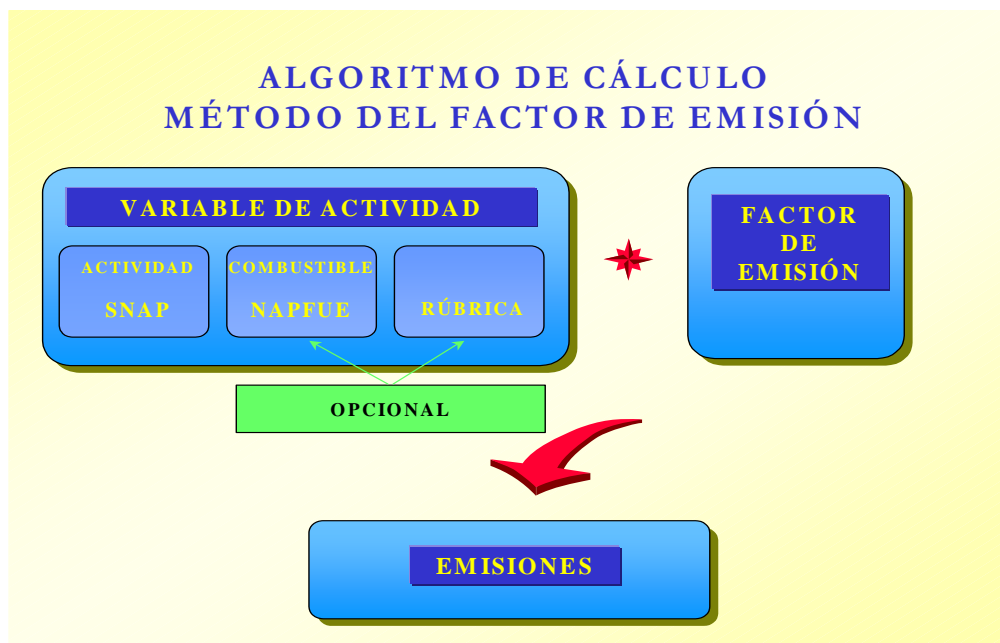 ALGORITMO DE CÁLCULO
MÉTODO DEL FACTOR DE EMISIÓN
VARIABLE DE ACTIVIDAD
ACTIVIDAD
SNAP
COMBUSTIBLE
NAPFUE
RÚBRICA
FACTOR
DE
EMISIÓN
OPCIONAL
EMISIONES